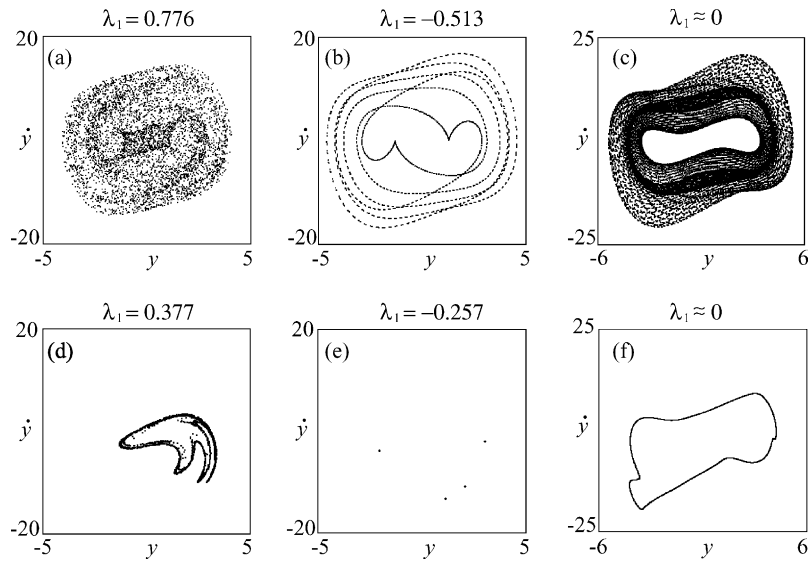 λ₁ = 0.776
λ₁ = −0.513
λ₁ ≈ 0
20
(a)
ẏ
-20
-5
y
5
20
(b)
ẏ
-20
-5
y
5
25
(c)
ẏ
-25
-6
y
6
λ₁ = 0.377
λ₁ = −0.257
λ₁ ≈ 0
20
(d)
ẏ
-20
-5
y
5
20
(e)
ẏ
-20
-5
y
5
25
(f)
ẏ
-25
-6
y
6